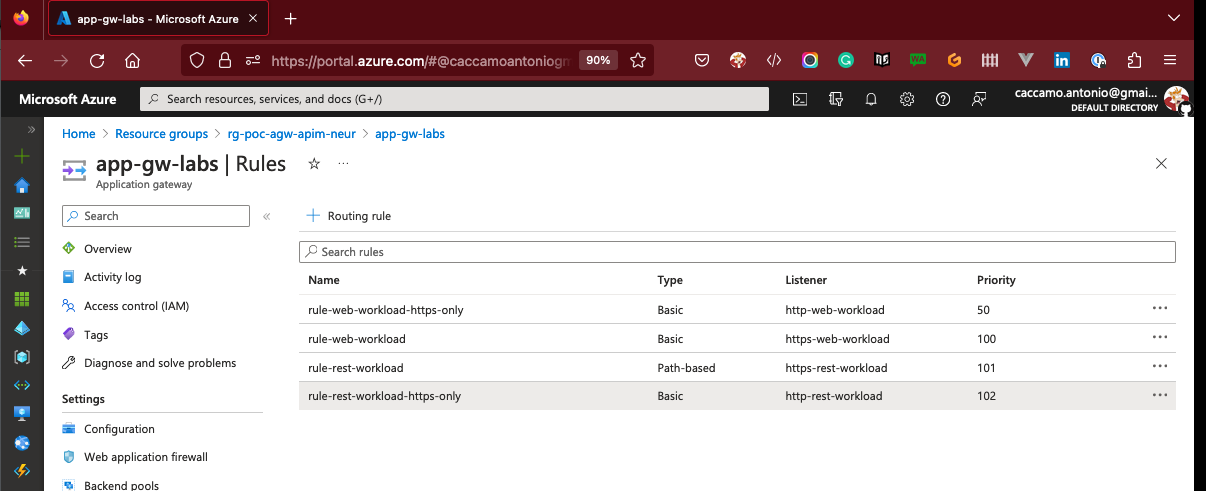 app-gw-labs - Microsoft Azure
https://portal.azure.com/#@caccamoantoniogm
90%
Microsoft Azure
Search resources, services, and docs (G+/)
caccamo.antonio@gmai...
DEFAULT DIRECTORY
Home > Resource groups > rg-poc-agw-apim-neur > app-gw-labs
app-gw-labs | Rules
Application gateway
Search
Routing rule
Overview
Activity log
Access control (IAM)
Tags
Diagnose and solve problems
Settings
Configuration
Web application firewall
Backend pools
Search rules
Name Type Listener Priority
rule-web-workload-https-only Basic http-web-workload 50
rule-web-workload Basic https-web-workload 100
rule-rest-workload Path-based https-rest-workload 101
rule-rest-workload-https-only Basic http-rest-workload 102